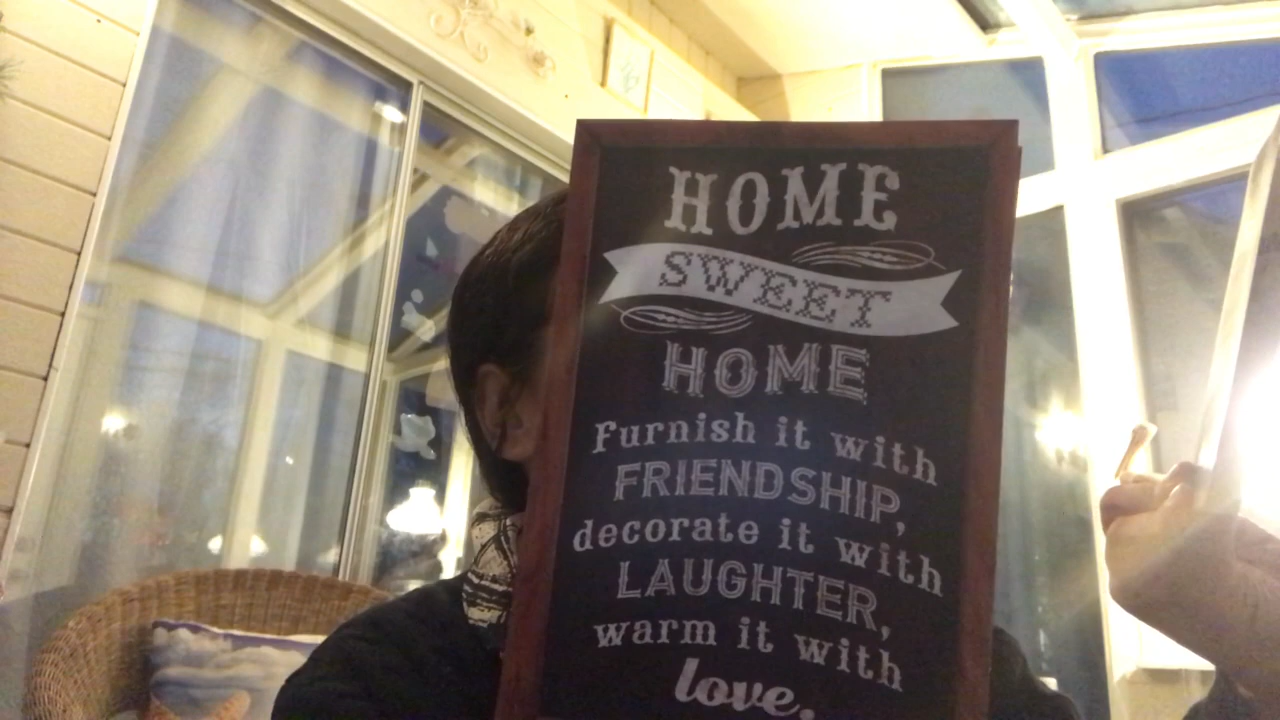 HOME
SWEET
HOME
Furnish it with
FRIENDSHIP,
decorate it with
LAUGHTER,
warm it with
love.